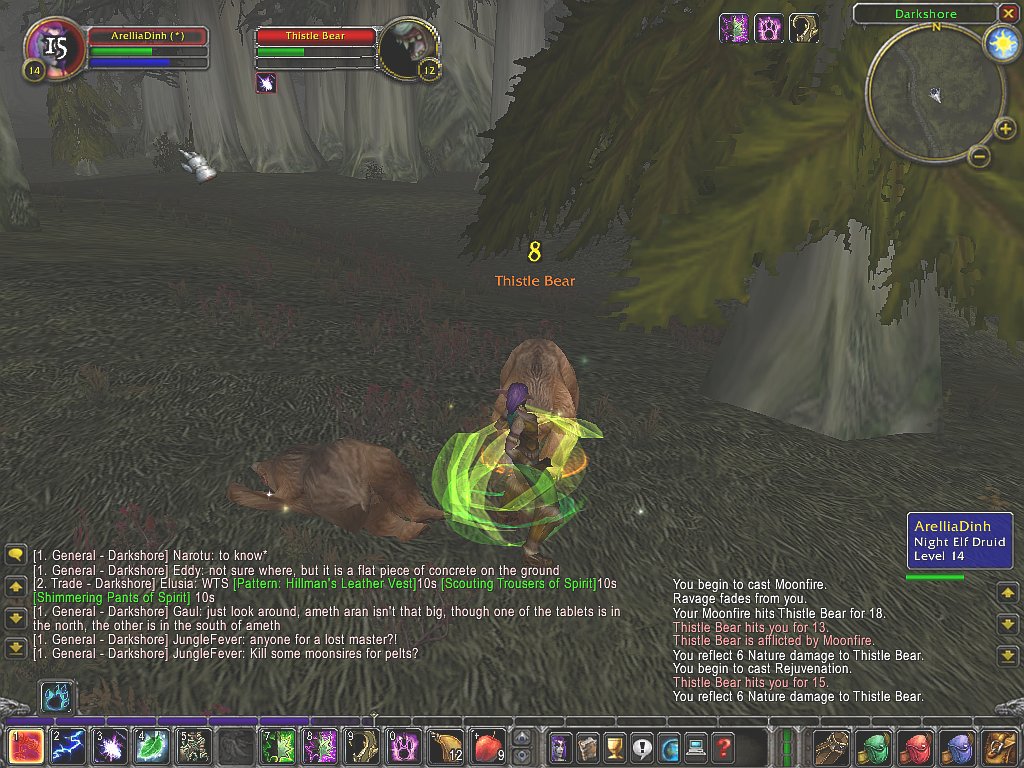 Darkshore
ArelliaDinh (*)
Thistle Bear
15
14
12
N
8
Thistle Bear
ArelliaDinh
Night Elf Druid
Level 14
[1. General - Darkshore] Narotu: to know*
[1. General - Darkshore] Eddy: not sure where, but it is a flat piece of concrete on the ground
[2. Trade - Darkshore] Elusia: WTS [Pattern: Hillman's Leather Vest]10s [Scouting Trousers of Spirit]10s
[Shimmering Pants of Spirit] 10s
[1. General - Darkshore] Gaul: just look around, ameth aran isn't that big, though one of the tablets is in
the north, the other is in the south of ameth
[1. General - Darkshore] JungleFever: anyone for a lost master?!
[1. General - Darkshore] JungleFever: Kill some moonsires for pelts?
You begin to cast Moonfire.
Ravage fades from you.
Your Moonfire hits Thistle Bear for 18.
Thistle Bear hits you for 13.
Thistle Bear is afflicted by Moonfire.
You reflect 6 Nature damage to Thistle Bear.
You begin to cast Rejuvenation.
Thistle Bear hits you for 15.
You reflect 6 Nature damage to Thistle Bear.
1 2 3 4 5 7 8 9 0 12 9